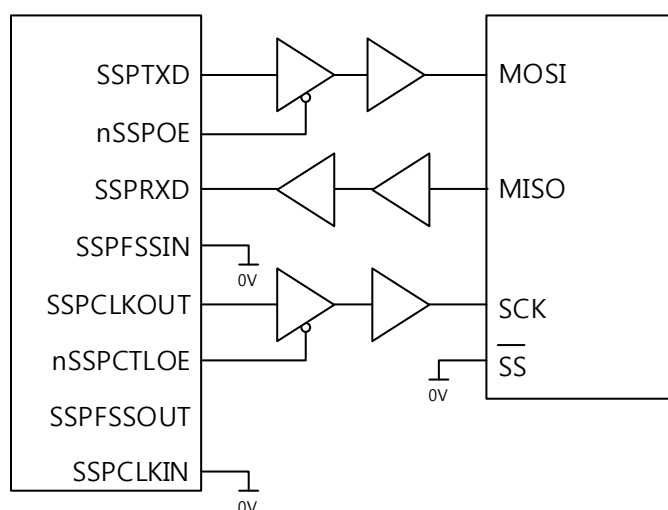 SSPTXD
MOSI
nSSPOE
SSPRXD
MISO
SSPFSSIN
0V
SSPCLKOUT
SCK
nSSPCTLOE
SS
0V
SSPFSSOUT
SSPCLKIN
0V